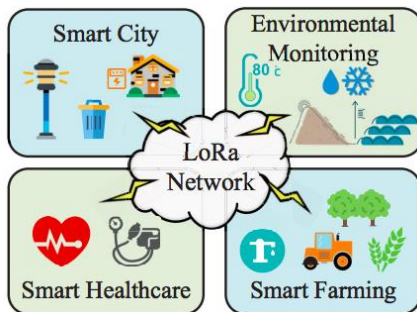 Smart City
Environmental
Monitoring
80 c
LoRa
Network
Smart Healthcare
Smart Farming